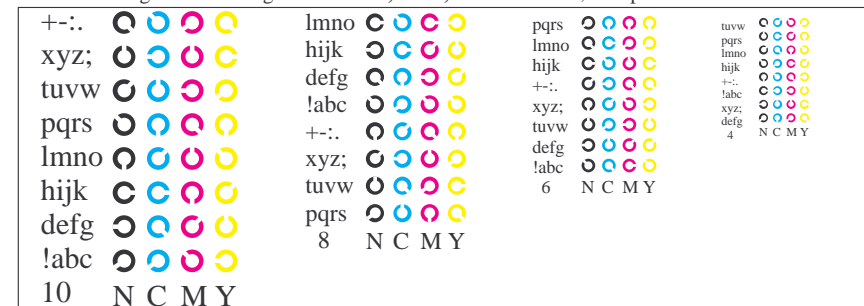 +-:.
xyz;
tuvw
pqrs
lmno
hijk
defg
!abc
10 N C M Y
lmno
hijk
defg
!abc
+-:.
xyz;
tuvw
pqrs
8 N C M Y
pqrs
lmno
hijk
+-:.
xyz;
tuvw
defg
!abc
6 N C M Y
tuvw
pqrs
lmno
hijk
+-:.
!abc
xyz;
defg
4 N C M Y